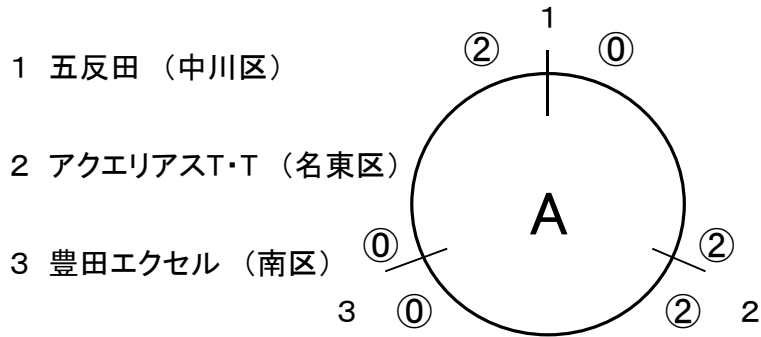 1
② ⓪
１ 五反田 （中川区）
２ アクエリアスT・T （名東区）
A
⓪ ②
３ 豊田エクセル （南区）
3 ⓪ ② 2